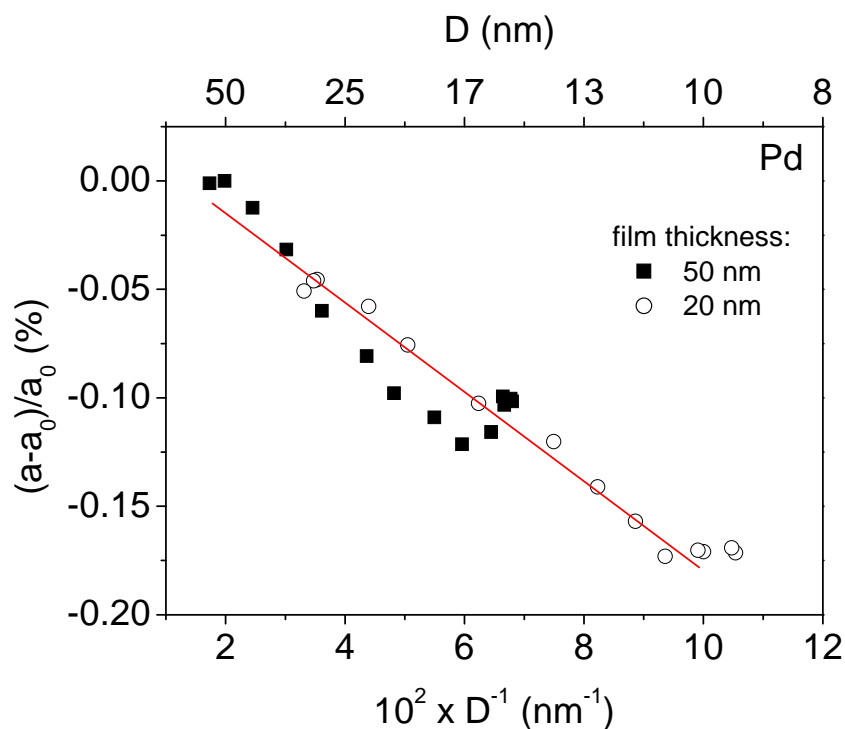 D (nm)
50 25 17 13 10 8
Pd
0.00
-0.05
-0.10
-0.15
-0.20
(a-a₀)/a₀ (%)
film thickness:
50 nm
20 nm
2 4 6 8 10 12
10² x D⁻¹ (nm⁻¹)